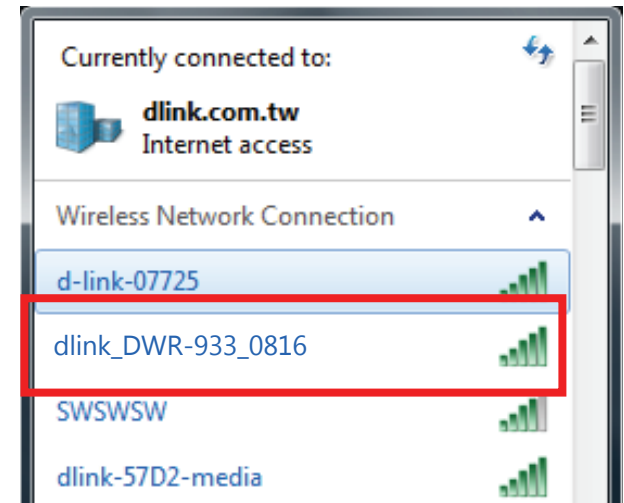 Currently connected to:
dlink.com.tw
Internet access
Wireless Network Connection
d-link-07725
dlink_DWR-933_0816
SWSWSW
dlink-57D2-media